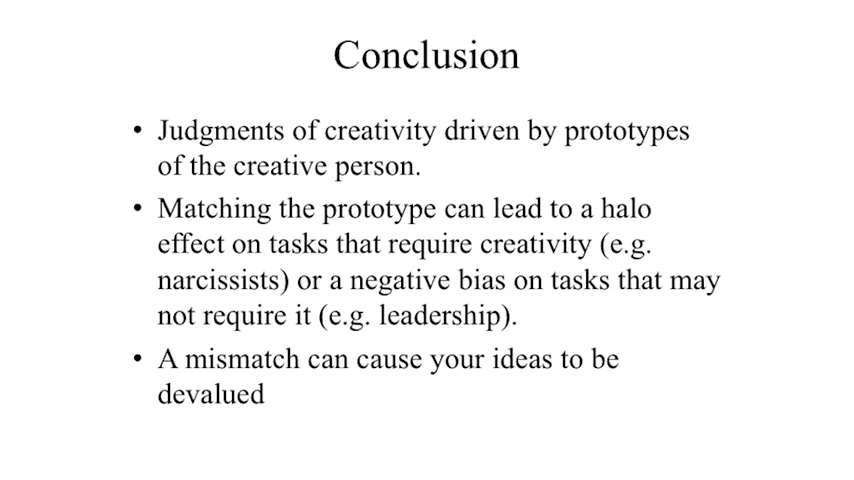 Conclusion
• Judgments of creativity driven by prototypes
of the creative person.
• Matching the prototype can lead to a halo
effect on tasks that require creativity (e.g.
narcissists) or a negative bias on tasks that may
not require it (e.g. leadership).
• A mismatch can cause your ideas to be
devalued